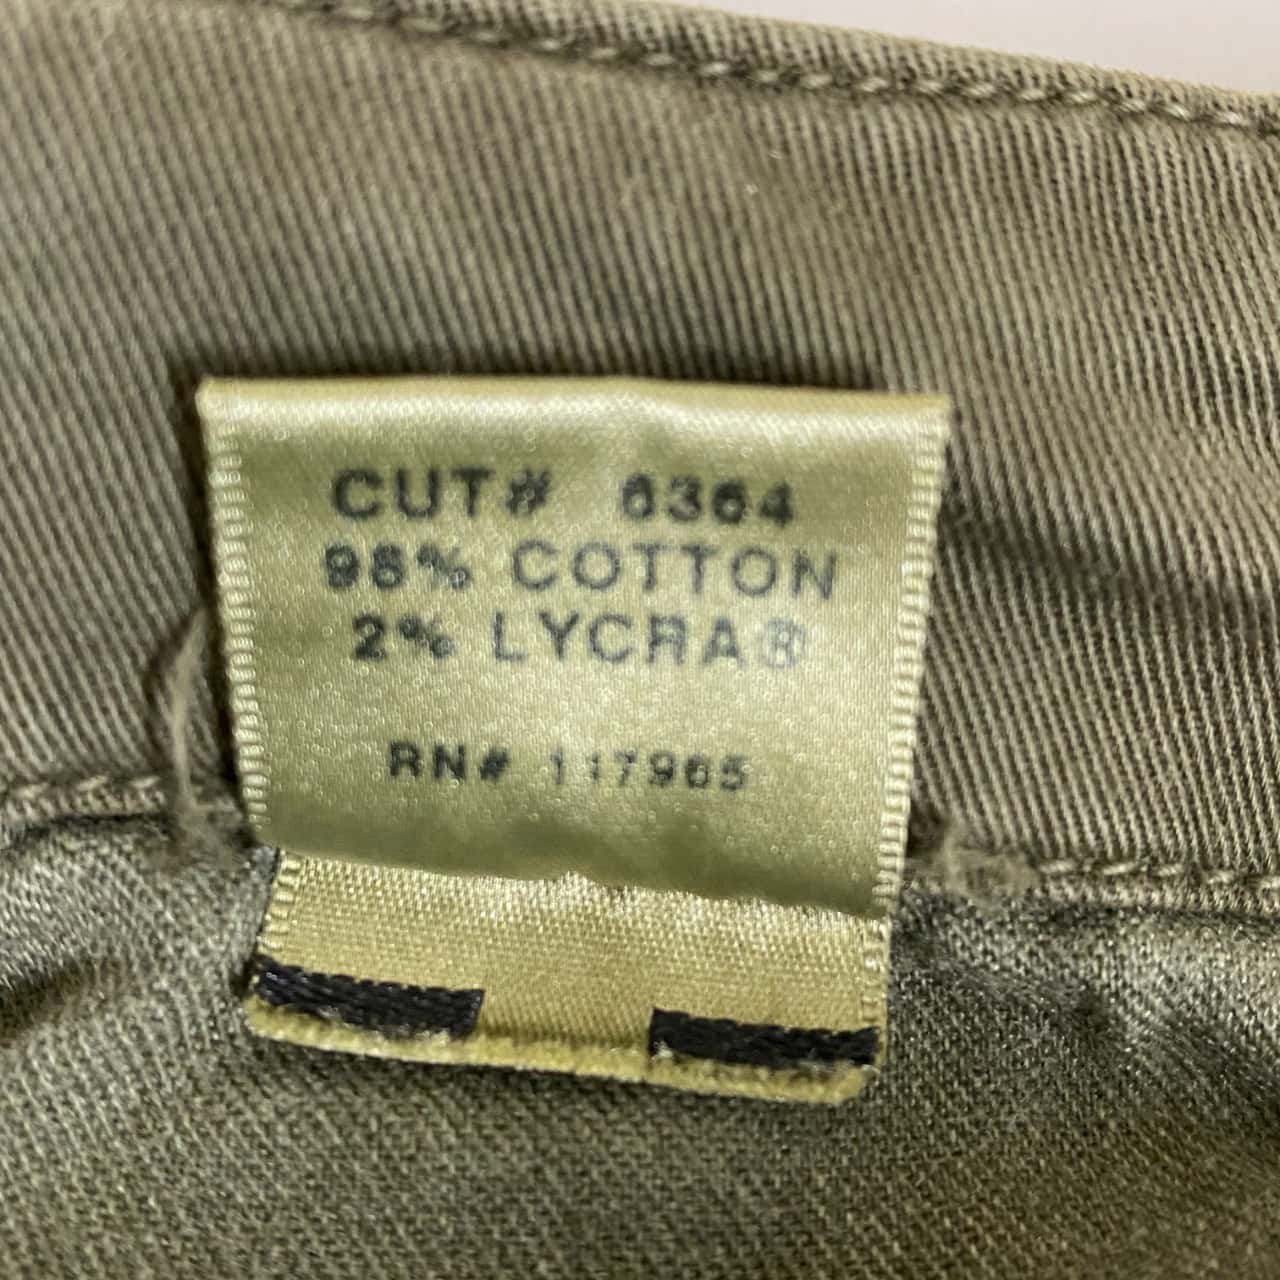 CUT# 6364
98% COTTON
2% LYCRA®
RN# 117965